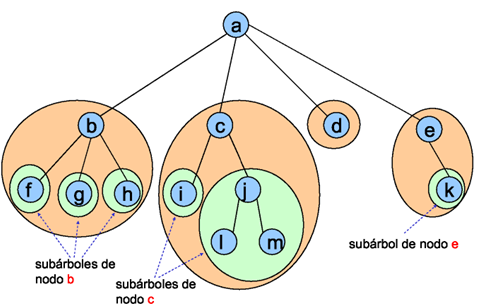 a
b
c
d
e
f
g
h
i
j
k
l
m
subárboles de
nodo b
subárboles de
nodo c
subárbol de nodo e